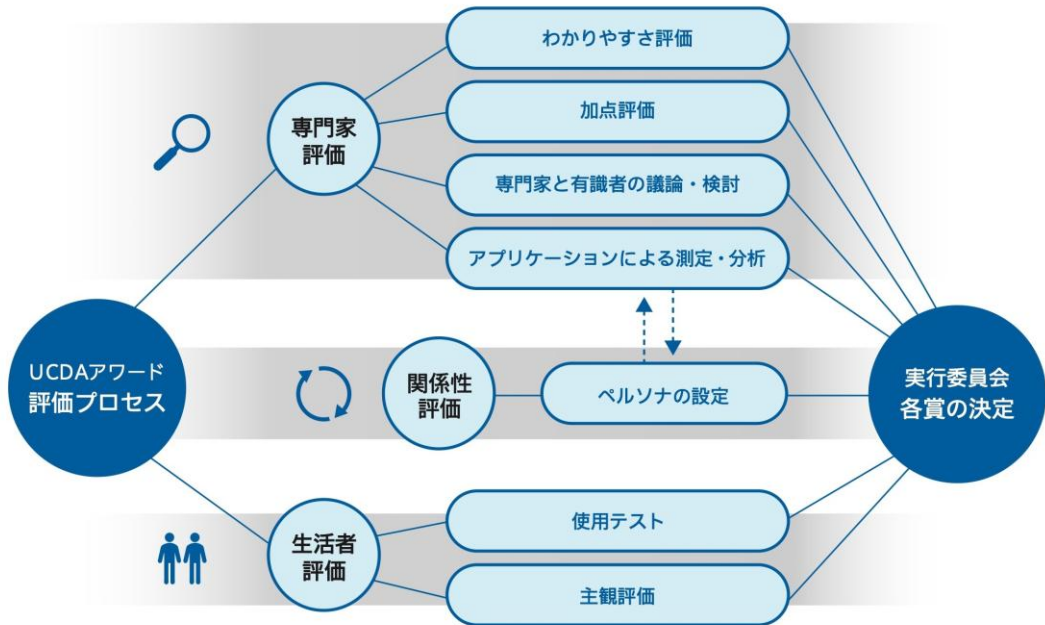 わかりやすさ評価
加点評価
専門家
評価
専門家と有識者の議論・検討
アプリケーションによる測定・分析
UCDAアワード
評価プロセス
関係性
評価
ペルソナの設定
実行委員会
各賞の決定
使用テスト
生活者
評価
主観評価